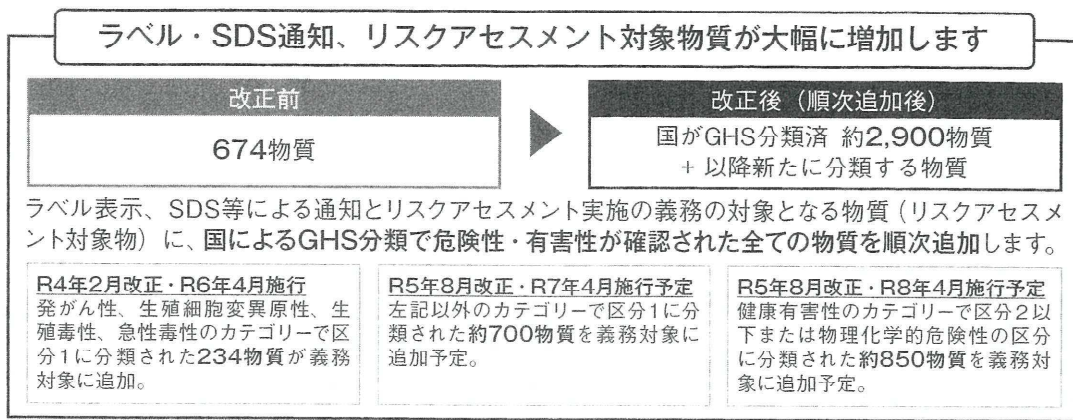 ラベル・SDS通知、リスクアセスメント対象物質が大幅に増加します
改正前
674物質
改正後（順次追加後）
国がGHS分類済 約2,900物質
+ 以降新たに分類する物質
ラベル表示、SDS等による通知とリスクアセスメント実施の義務の対象となる物質（リスクアセスメ
ント対象物）に、国によるGHS分類で危険性・有害性が確認された全ての物質を順次追加します。
R4年2月改正・R6年4月施行
発がん性、生殖細胞変異原性、生
殖毒性、急性毒性のカテゴリーで区
分1に分類された234物質が義務
対象に追加。
R5年8月改正・R7年4月施行予定
左記以外のカテゴリーで区分1に分
類された約700物質を義務対象に
追加予定。
R5年8月改正・R8年4月施行予定
健康有害性のカテゴリーで区分2以
下または物理化学的危険性の区分
に分類された約850物質を義務対
象に追加予定。